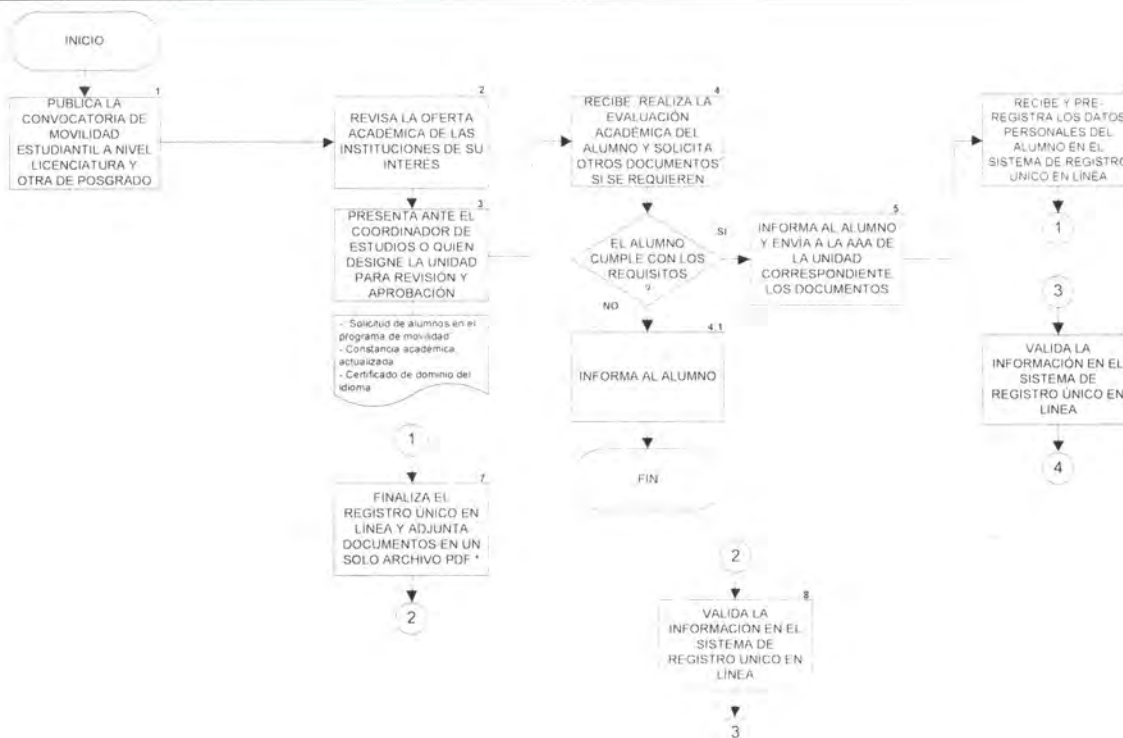 INICIO
1
PUBLICA LA
CONVOCATORIA DE
MOVILIDAD
ESTUDIANTIL A NIVEL
LICENCIATURA Y
OTRA DE POSGRADO
2
REVISA LA OFERTA
ACADÉMICA DE LAS
INSTITUCIONES DE SU
INTERÉS
3
PRESENTA ANTE EL
COORDINADOR DE
ESTUDIOS O QUIEN
DESIGNE LA UNIDAD
PARA REVISIÓN Y
APROBACIÓN
- Solicitud de alumnos en el
programa de movilidad
- Constancia académica
actualizada
- Certificado de dominio del
idioma
4
RECIBE REALIZA LA
EVALUACIÓN
ACADÉMICA DEL
ALUMNO Y SOLICITA
OTROS DOCUMENTOS
SI SE REQUIEREN
EL ALUMNO
CUMPLE CON LOS
REQUISITOS
?
SI
NO
4.1
INFORMA AL ALUMNO
FIN
5
INFORMA AL ALUMNO
Y ENVÍA A LA AAA DE
LA UNIDAD
CORRESPONDIENTE
LOS DOCUMENTOS
RECIBE Y PRE-
REGISTRA LOS DATOS
PERSONALES DEL
ALUMNO EN EL
SISTEMA DE REGISTRO
ÚNICO EN LÍNEA
1
3
VALIDA LA
INFORMACIÓN EN EL
SISTEMA DE
REGISTRO ÚNICO EN
LÍNEA
4
1
7
FINALIZA EL
REGISTRO ÚNICO EN
LÍNEA Y ADJUNTA
DOCUMENTOS EN UN
SOLO ARCHIVO PDF *
2
2
8
VALIDA LA
INFORMACIÓN EN EL
SISTEMA DE
REGISTRO UNICO EN
LÍNEA
3